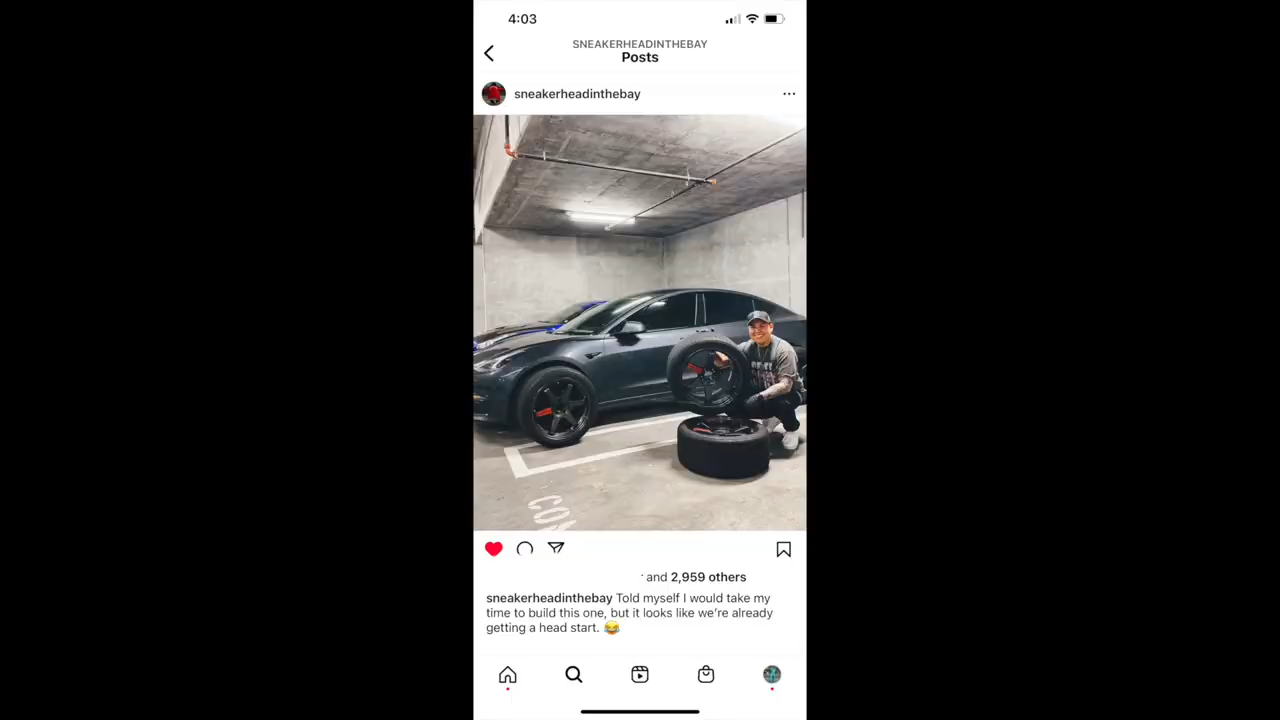 4:03
SNEAKERHEADINTHEBAY
Posts
sneakerheadinthebay
and 2,959 others
sneakerheadinthebay Told myself I would take my
time to build this one, but it looks like we’re already
getting a head start. 😂